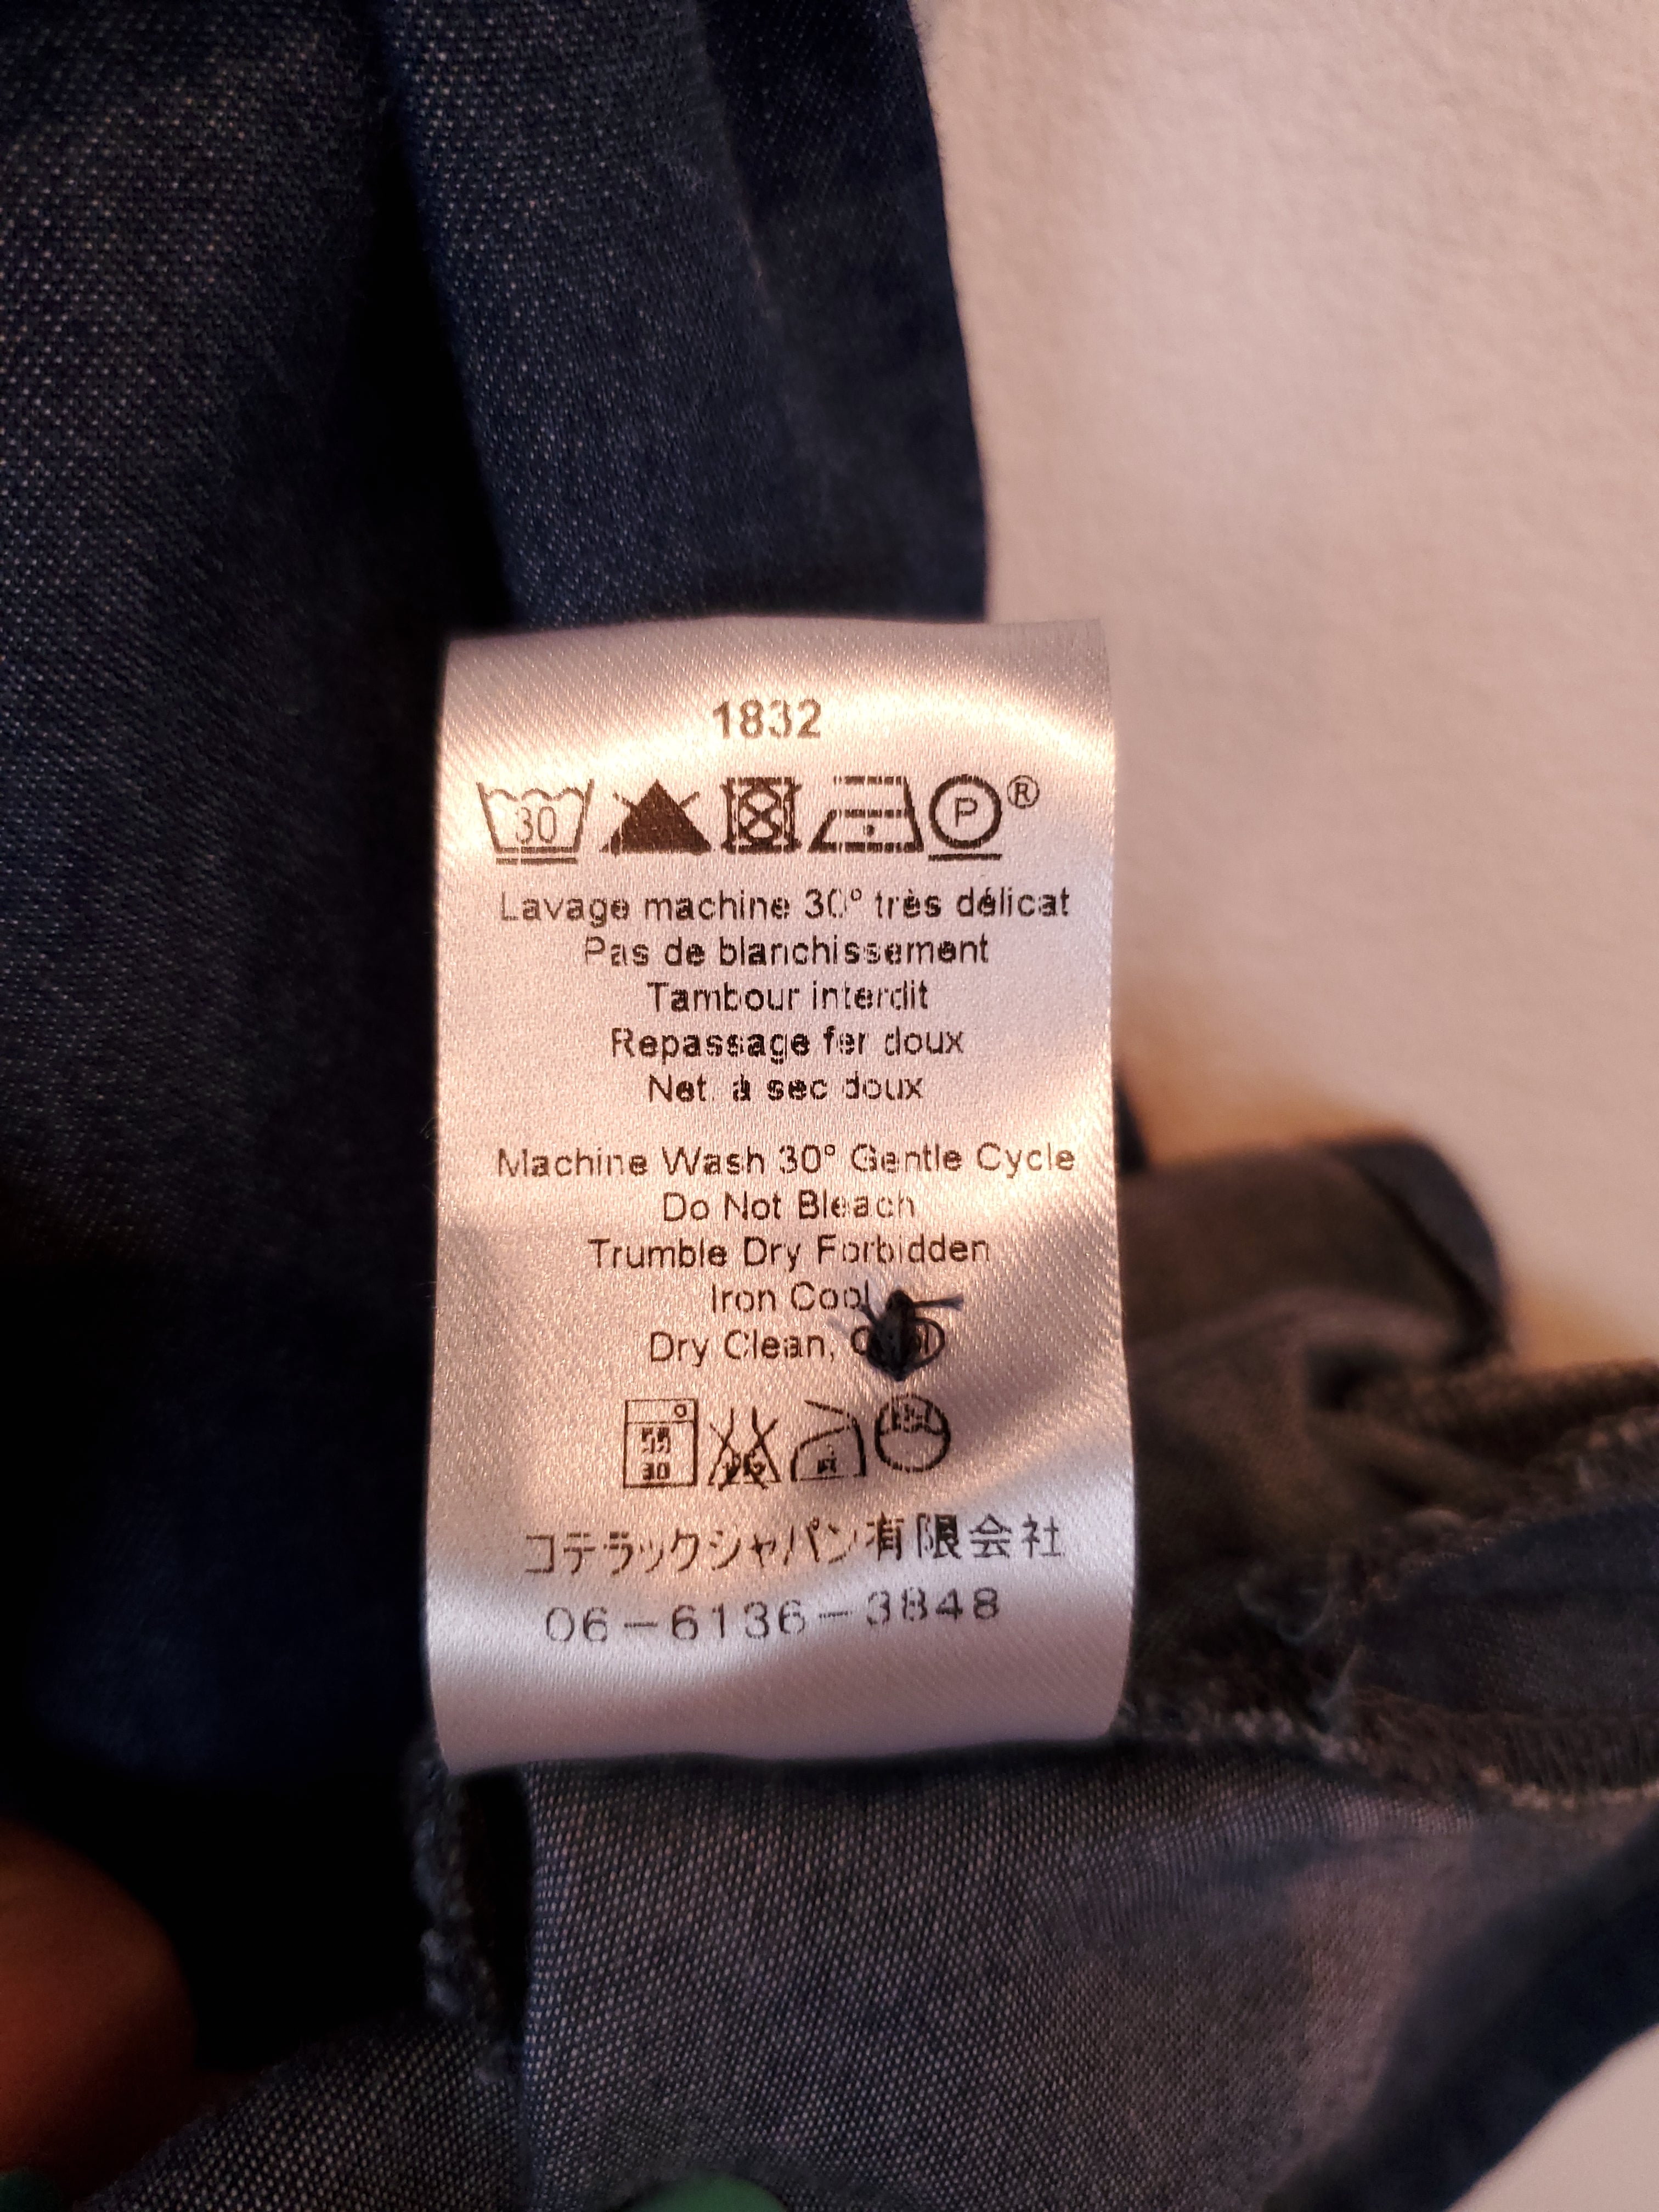 1832
30 P ®
Lavage machine 30° très délicat
Pas de blanchissement
Tambour interdit
Repassage fer doux
Net. à sec doux
Machine Wash 30° Gentle Cycle
Do Not Bleach
Trumble Dry Forbidden
Iron Cool
Dry Clean,
30
コテラックジャパン有限会社
06-6136-3848